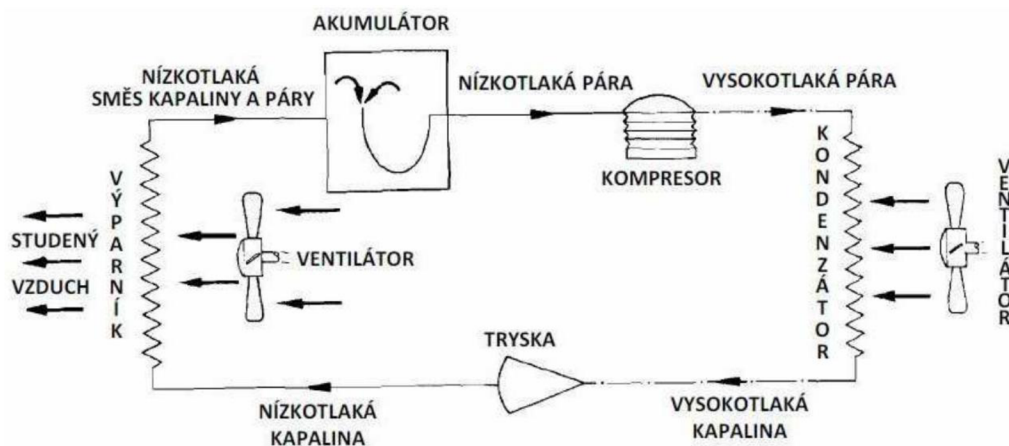 AKUMULÁTOR
NÍZKOTLAKÁ
SMĚS KAPALINY A PÁRY
NÍZKOTLAKÁ PÁRA
VYSOKOTLAKÁ PÁRA
KOMPRESOR
VÝPARNÍK
STUDENÝ
VZDUCH
VENTILÁTOR
KONDENZÁTOR
VENTILÁTOR
TRYSKA
NÍZKOTLAKÁ
KAPALINA
VYSOKOTLAKÁ
KAPALINA